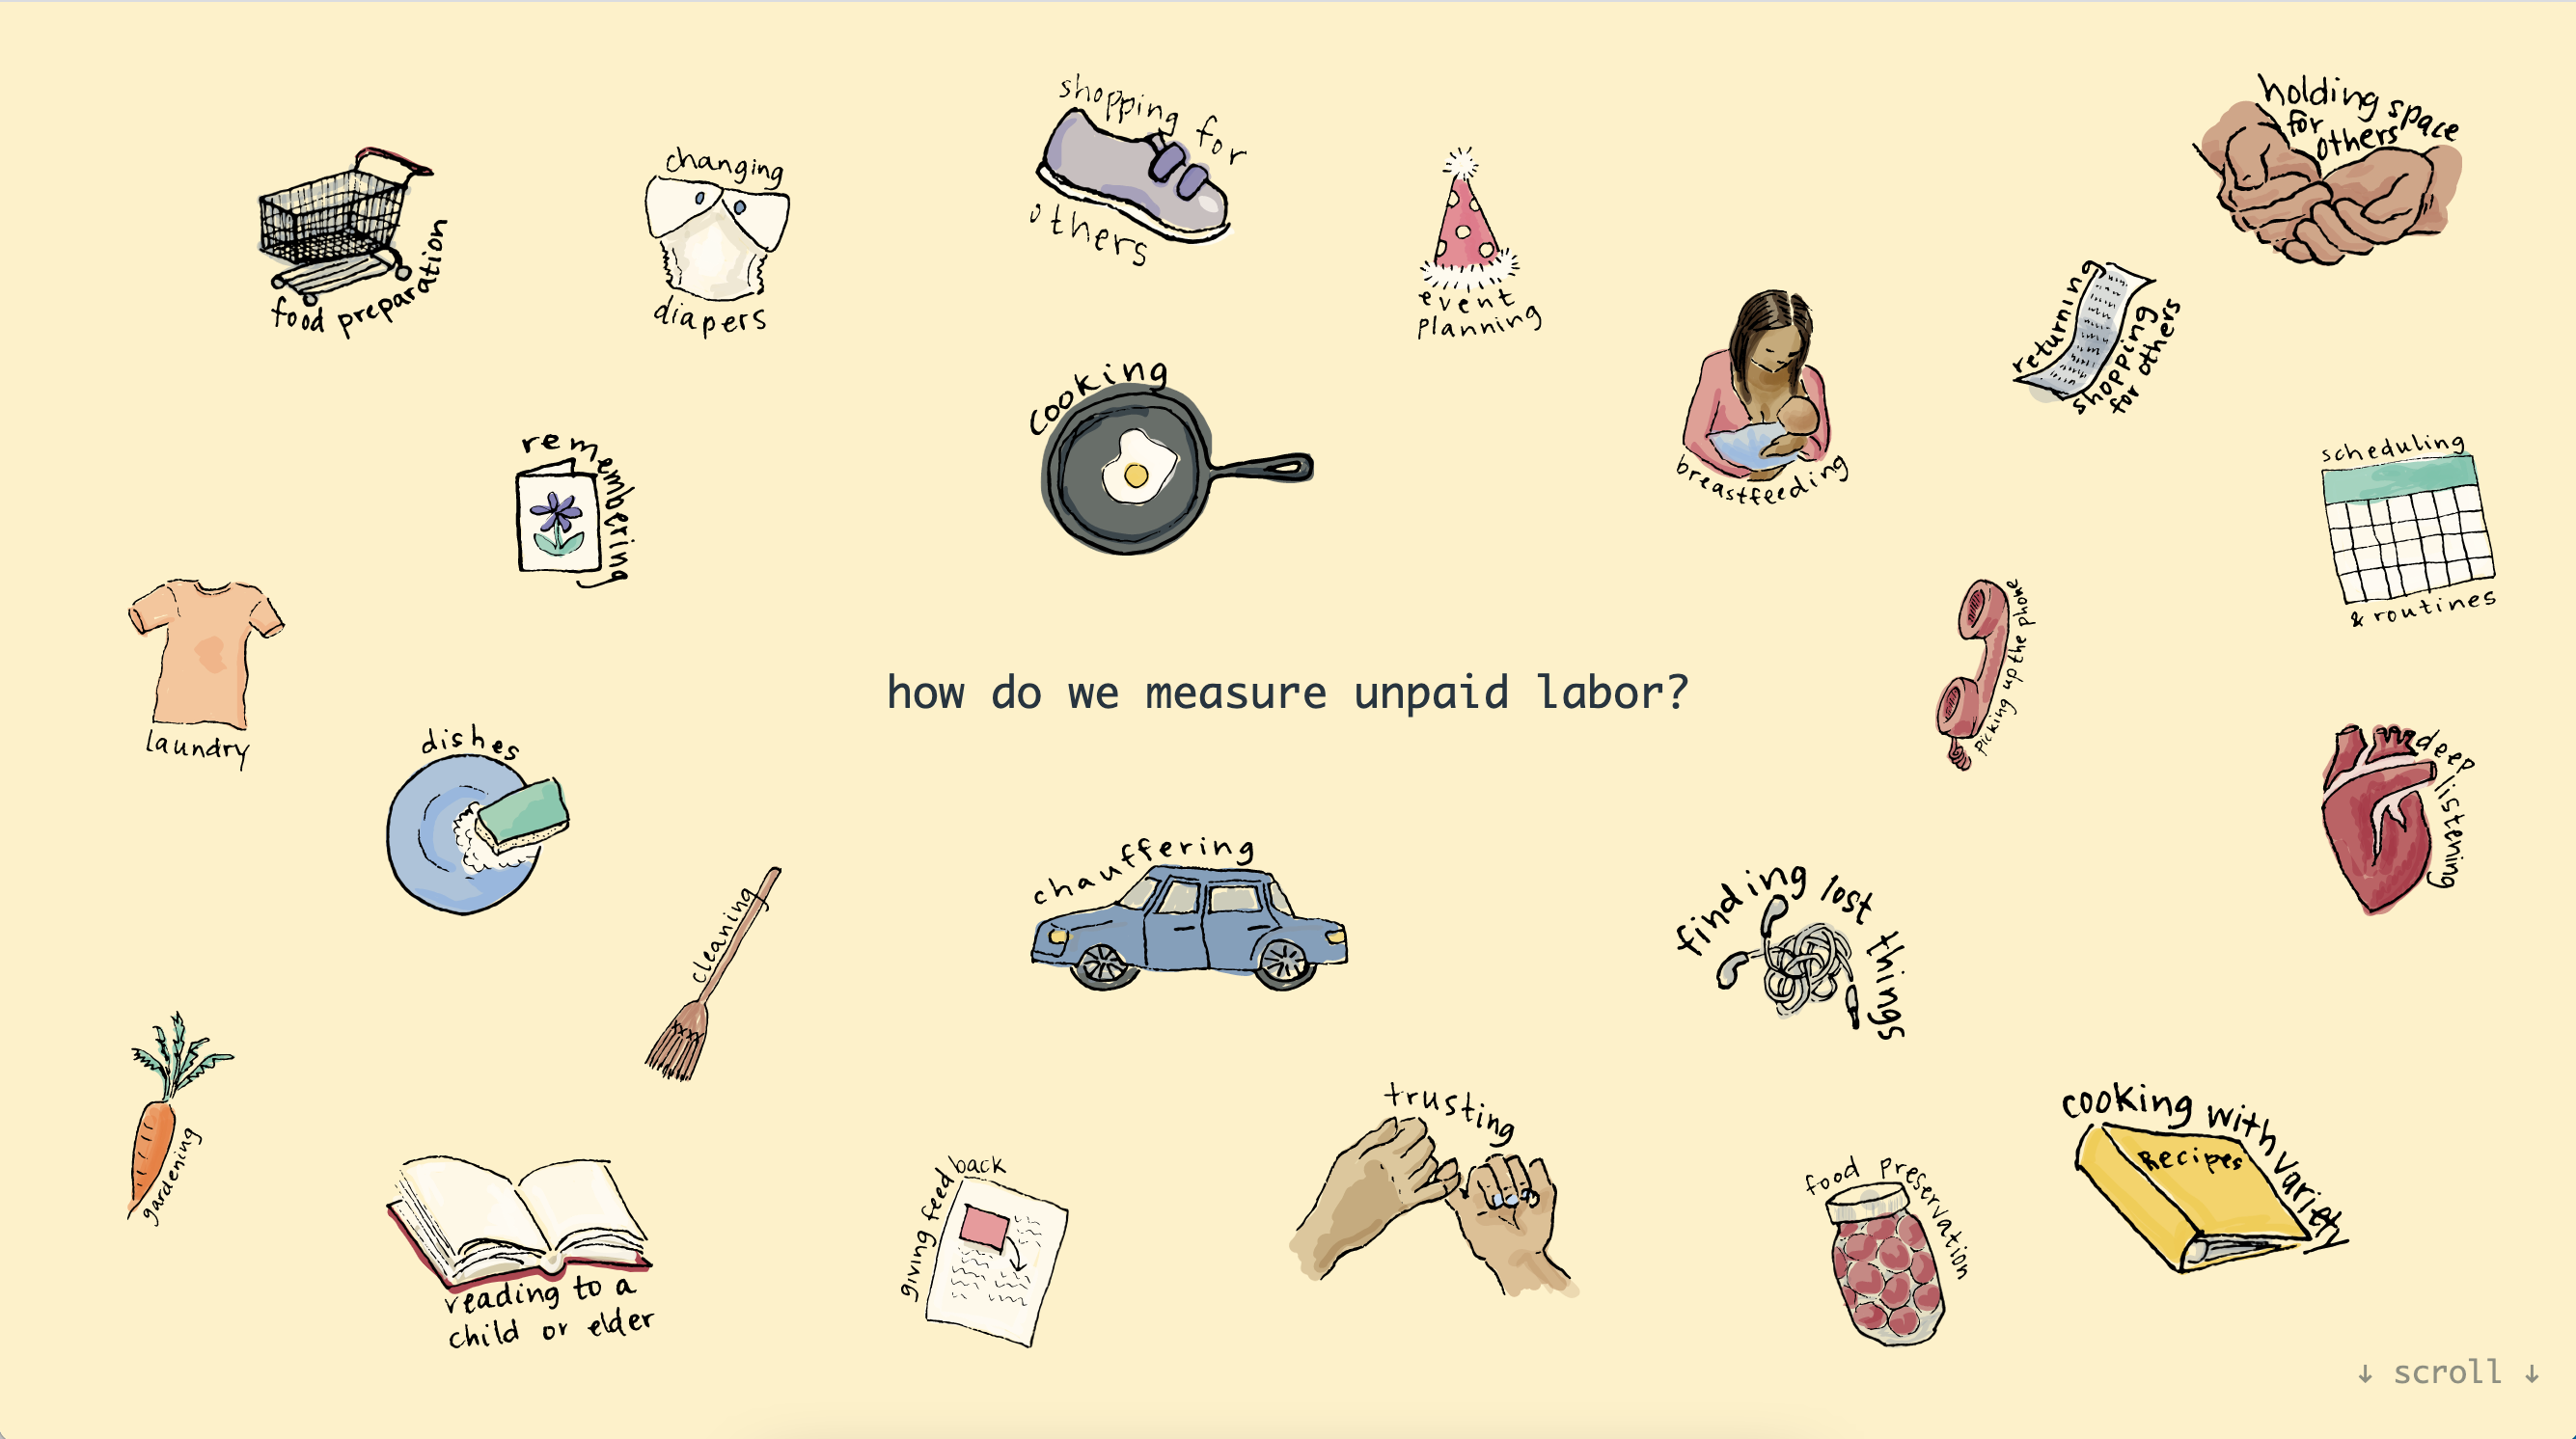 shopping for
others
holding space
for
others
changing
diapers
food preparation
event
planning
returning
shopping
for others
cooking
remembering
breastfeeding
scheduling
& routines
picking up the phone
how do we measure unpaid labor?
laundry
dishes
deep listening
chauffering
cleaning
finding lost things
gardening
trusting
cooking with variety
Recipes
giving feedback
food preservation
reading to a
child or elder
↓ scroll ↓